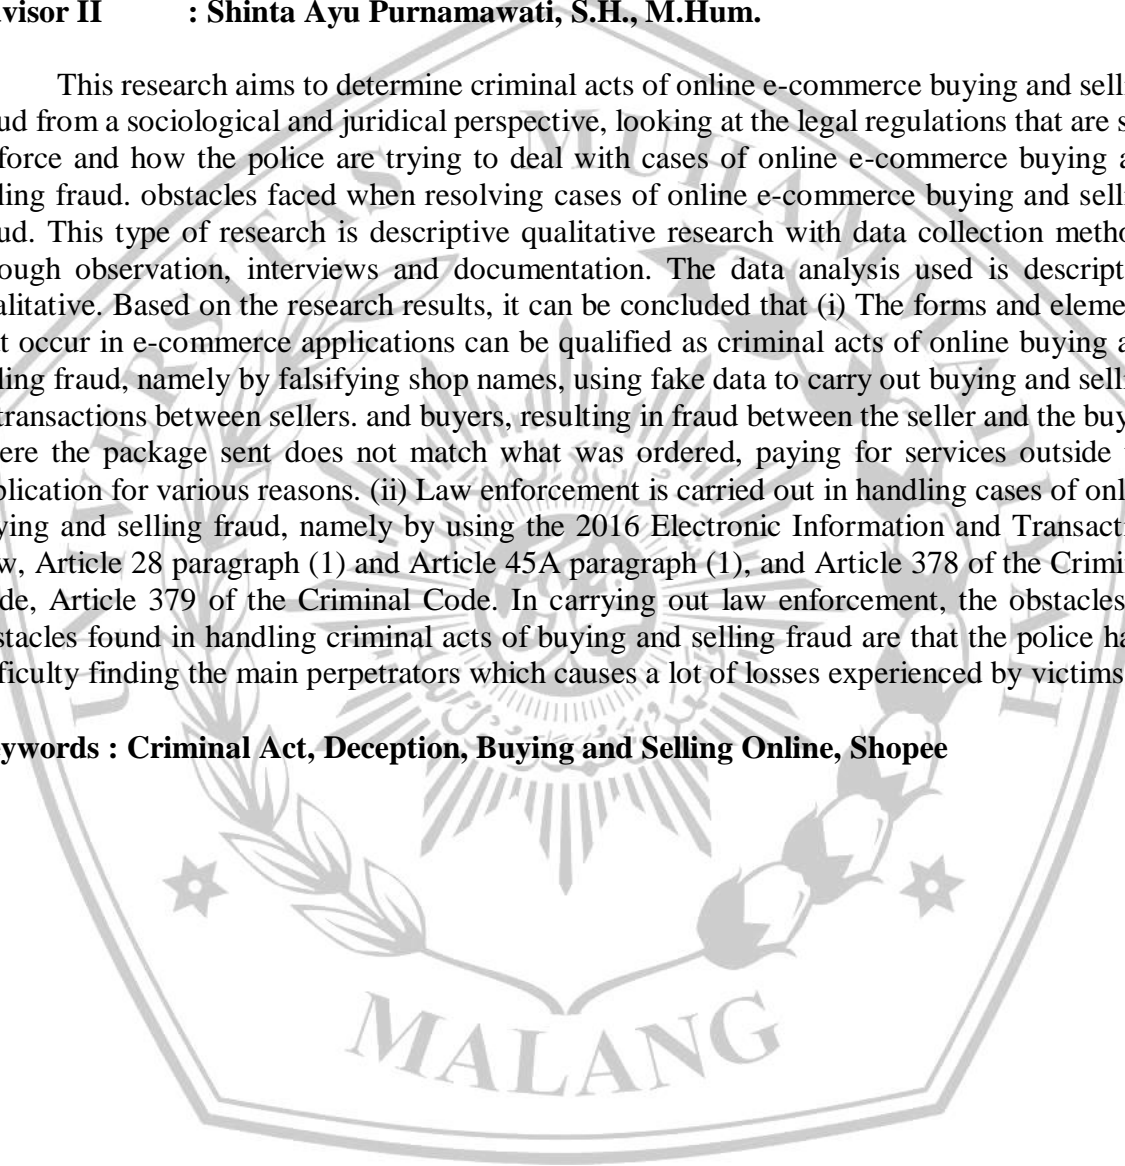 visor II : Shinta Ayu Purnamawati, S.H., M.Hum.
This research aims to determine criminal acts of online e-commerce buying and selli
ud from a sociological and juridical perspective, looking at the legal regulations that are s
force and how the police are trying to deal with cases of online e-commerce buying a
ling fraud. obstacles faced when resolving cases of online e-commerce buying and selli
ud. This type of research is descriptive qualitative research with data collection metho
ough observation, interviews and documentation. The data analysis used is descript
alitative. Based on the research results, it can be concluded that (i) The forms and eleme
t occur in e-commerce applications can be qualified as criminal acts of online buying a
ling fraud, namely by falsifying shop names, using fake data to carry out buying and selli
transactions between sellers. and buyers, resulting in fraud between the seller and the buy
ere the package sent does not match what was ordered, paying for services outside
plication for various reasons. (ii) Law enforcement is carried out in handling cases of onl
ying and selling fraud, namely by using the 2016 Electronic Information and Transacti
w, Article 28 paragraph (1) and Article 45A paragraph (1), and Article 378 of the Crimi
de, Article 379 of the Criminal Code. In carrying out law enforcement, the obstacles
stacles found in handling criminal acts of buying and selling fraud are that the police ha
ficulty finding the main perpetrators which causes a lot of losses experienced by victims
eywords : Criminal Act, Deception, Buying and Selling Online, Shopee
UNIVERSITAS MUHAMMADIYAH
MALANG